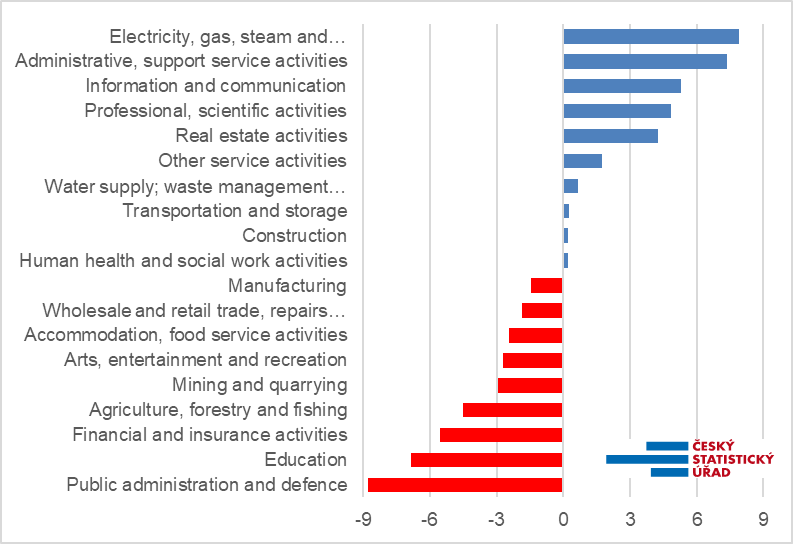 Electricity, gas, steam and…
Administrative, support service activities
Information and communication
Professional, scientific activities
Real estate activities
Other service activities
Water supply; waste management…
Transportation and storage
Construction
Human health and social work activities
Manufacturing
Wholesale and retail trade, repairs…
Accommodation, food service activities
Arts, entertainment and recreation
Mining and quarrying
Agriculture, forestry and fishing
Financial and insurance activities
Education
Public administration and defence
ČESKÝ
STATISTICKÝ
ÚŘAD
-9 -6 -3 0 3 6 9